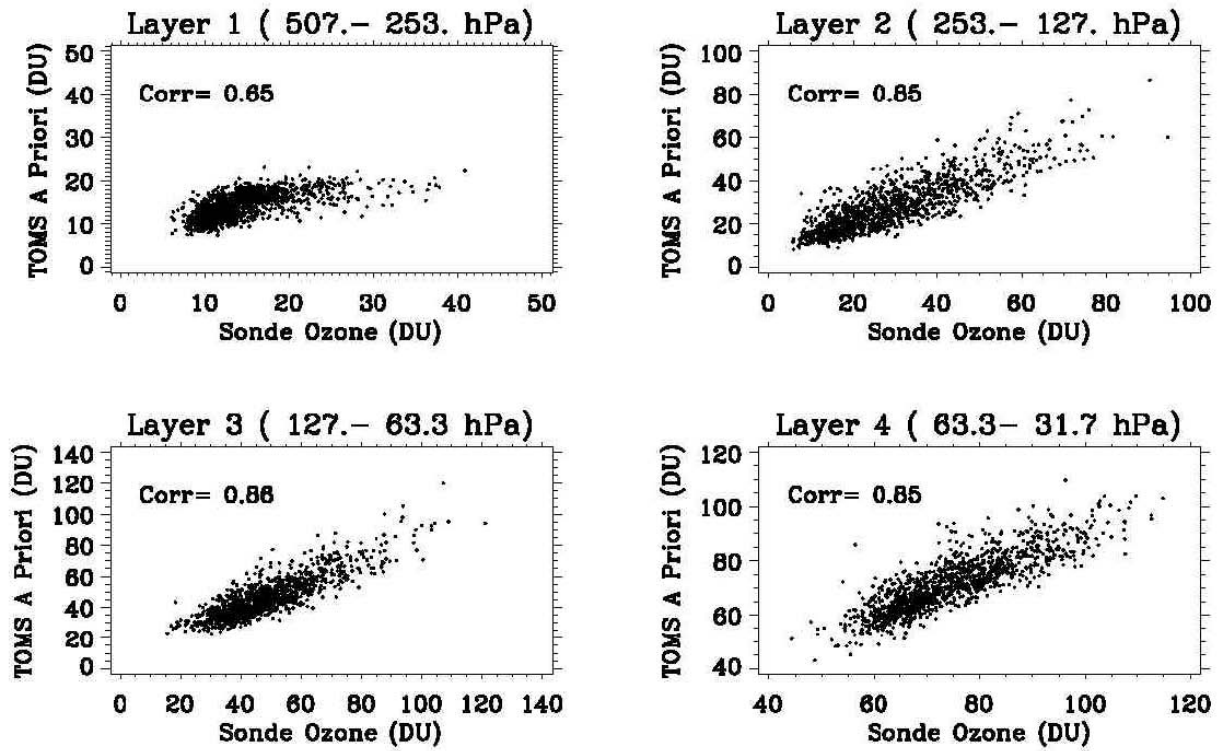 Layer 1 ( 507.- 253. hPa)
TOMS A Priori (DU)
50
40
30
20
10
0
Corr= 0.65
0 10 20 30 40 50
Sonde Ozone (DU)
Layer 2 ( 253.- 127. hPa)
TOMS A Priori (DU)
100
80
60
40
20
0
Corr= 0.85
0 20 40 60 80 100
Sonde Ozone (DU)
Layer 3 ( 127.- 63.3 hPa)
TOMS A Priori (DU)
140
120
100
80
60
40
20
0
Corr= 0.86
0 20 40 60 80 100 120 140
Sonde Ozone (DU)
Layer 4 ( 63.3- 31.7 hPa)
TOMS A Priori (DU)
120
100
80
60
40
Corr= 0.85
40 60 80 100 120
Sonde Ozone (DU)